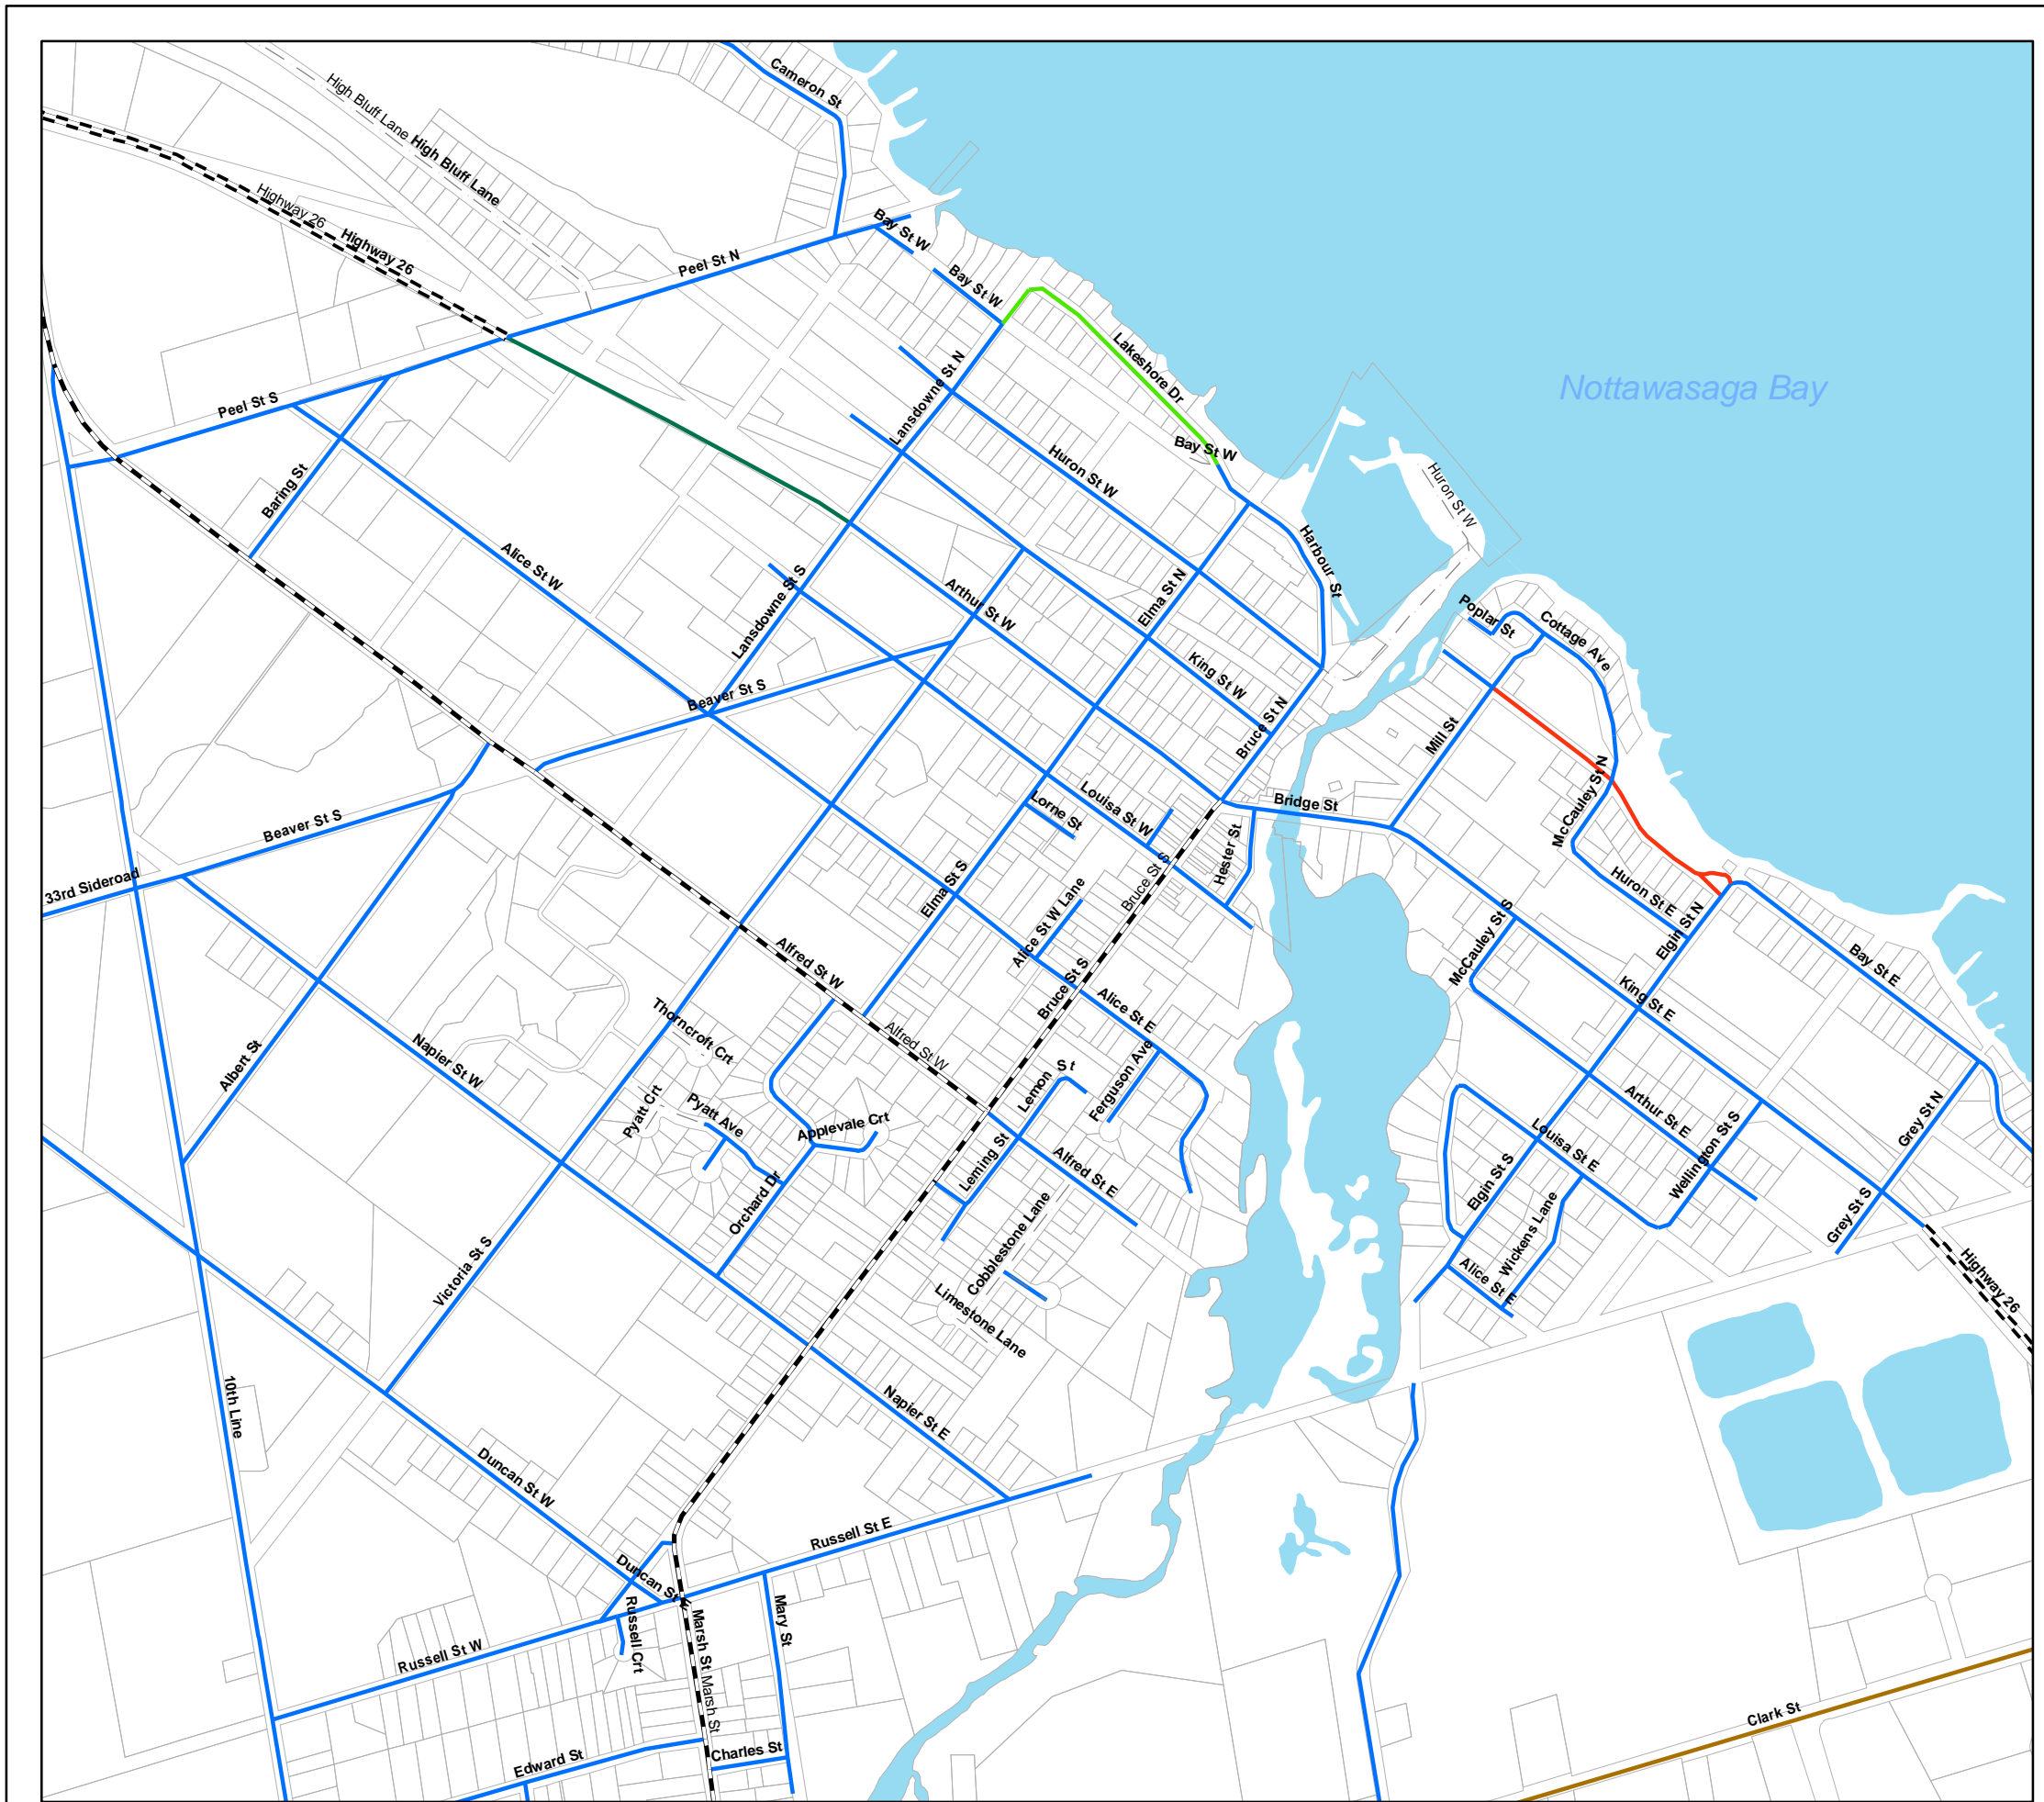 Cameron St
High Bluff Lane
High Bluff Lane
Highway 26
Highway 26
Bay St W
Peel St N
Bay St W
Lakeshore Dr
Nottawasaga Bay
Peel St S
Lansdowne St N
Bay St W
Huron St W
Huron St W
Baring St
Alice St W
Harbour St
Arthur St W
Elma St N
Lansdowne St S
Poplar St
Cottage Ave
King St W
Beaver St S
Bruce St N
Mill St
McCauley St N
Bridge St
Louisa St W
Lorne St
Beaver St S
Hester St
Bruce St S
33rd Sideroad
Elma St S
Alice St W Lane
Huron St E
McCauley St S
Elgin St N
Bay St E
Alfred St W
Bruce St S
Alice St E
King St E
Thorncroft Crt
Alfred St W
Napier St W
Albert St
Lemon St
Ferguson Ave
Pyatt Crt
Pyatt Ave
Applevale Crt
Arthur St E
Grey St N
Louisa St E
Leming St
Alfred St E
Wellington St S
Elgin St S
Orchard Dr
Cobblestone Lane
Wickens Lane
Grey St S
Victoria St S
Alice St E
Highway 26
Limestone Lane
10th Line
Napier St E
Duncan St W
Russell St E
Duncan St E
Russell Crt
Mary St
Marsh St
Marsh St
Russell St W
Clark St
Charles St
Edward St